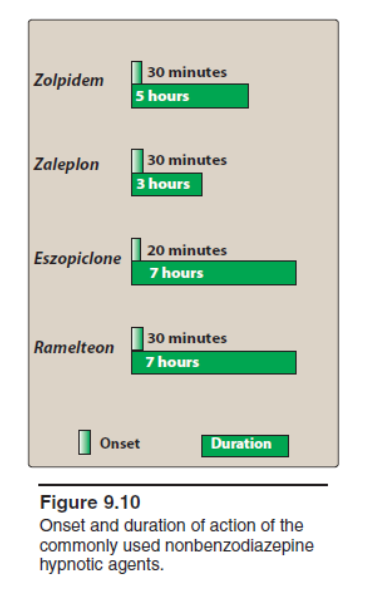 Zolpidem
30 minutes
5 hours
Zaleplon
30 minutes
3 hours
Eszopiclone
20 minutes
7 hours
Ramelteon
30 minutes
7 hours
Onset
Duration
Figure 9.10
Onset and duration of action of the
commonly used nonbenzodiazepine
hypnotic agents.